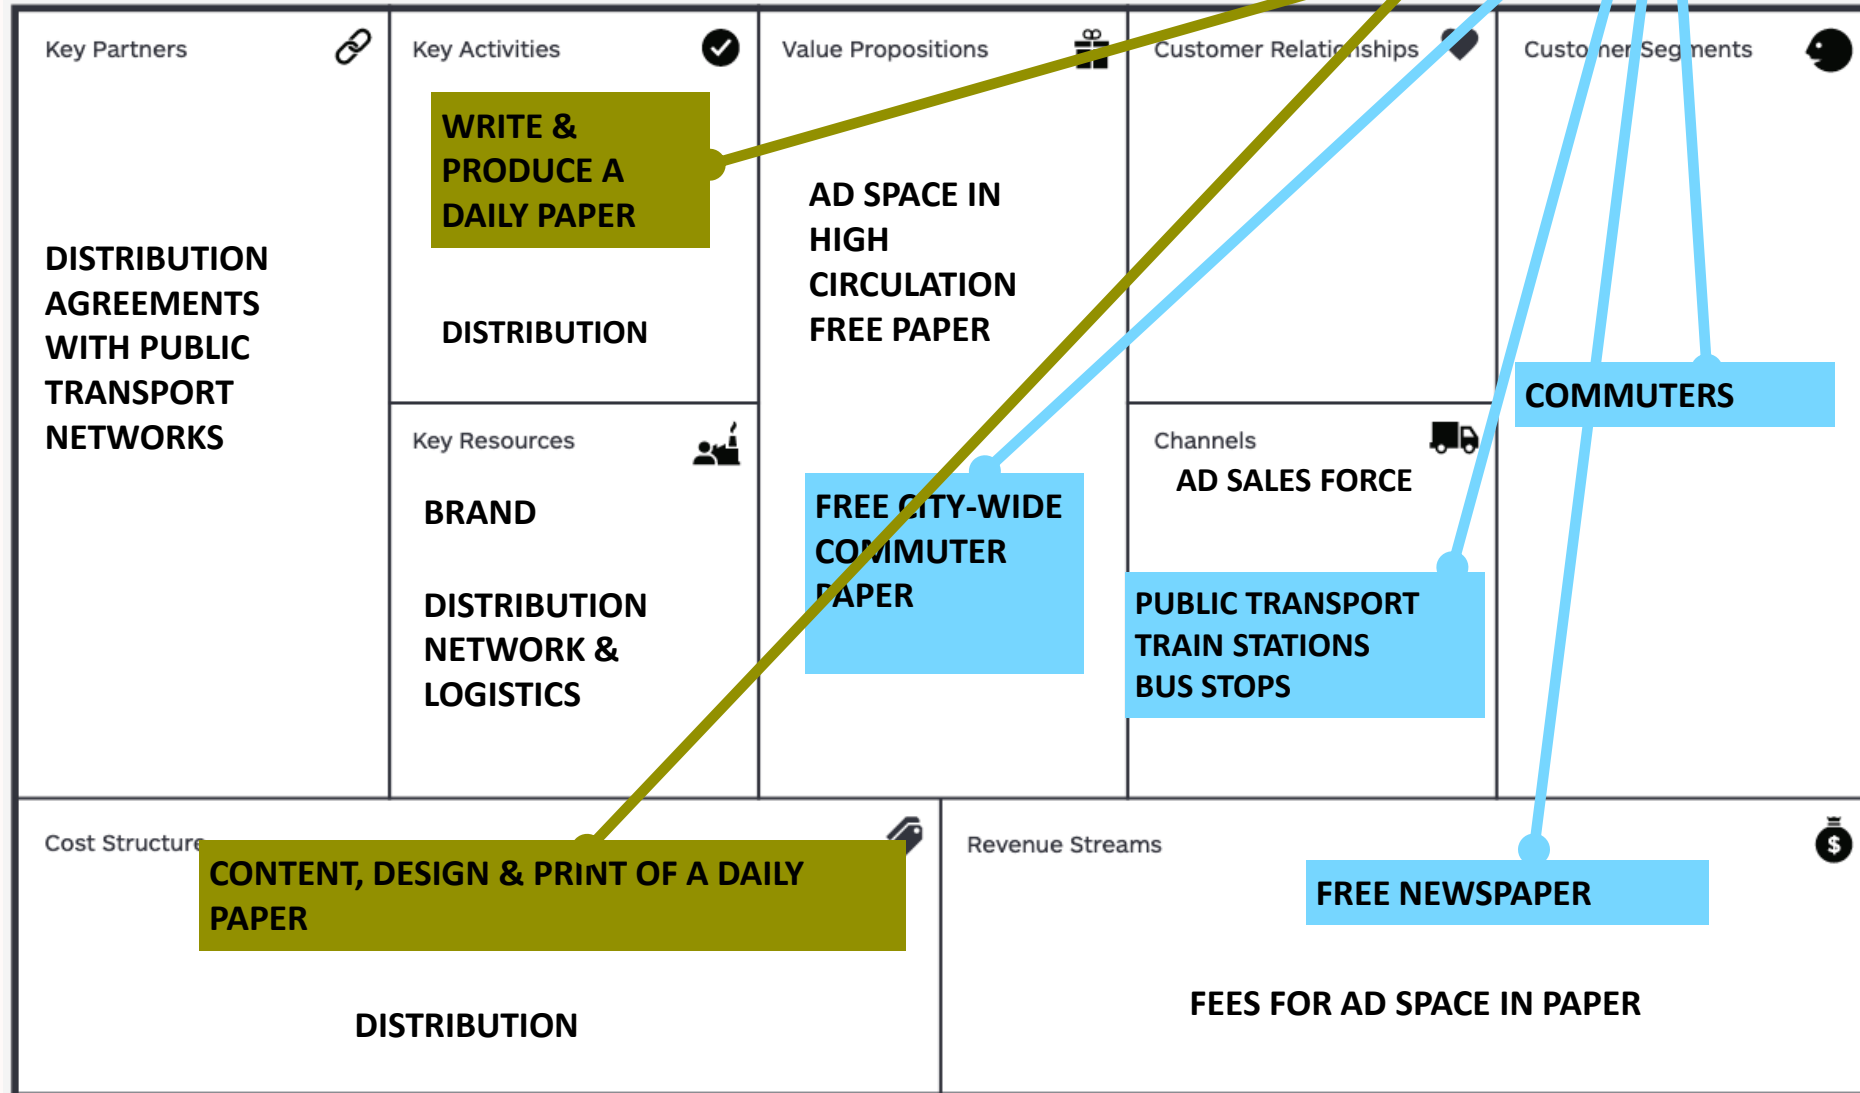 Key Partners
DISTRIBUTION
AGREEMENTS
WITH PUBLIC
TRANSPORT
NETWORKS
Key Activities
WRITE &
PRODUCE A
DAILY PAPER
DISTRIBUTION
Key Resources
BRAND
DISTRIBUTION
NETWORK &
LOGISTICS
Value Propositions
AD SPACE IN
HIGH
CIRCULATION
FREE PAPER
FREE CITY-WIDE
COMMUTER
PAPER
Customer Relationships
Channels
AD SALES FORCE
PUBLIC TRANSPORT
TRAIN STATIONS
BUS STOPS
Customer Segments
COMMUTERS
Cost Structure
CONTENT, DESIGN & PRINT OF A DAILY
PAPER
DISTRIBUTION
Revenue Streams
$
FREE NEWSPAPER
FEES FOR AD SPACE IN PAPER